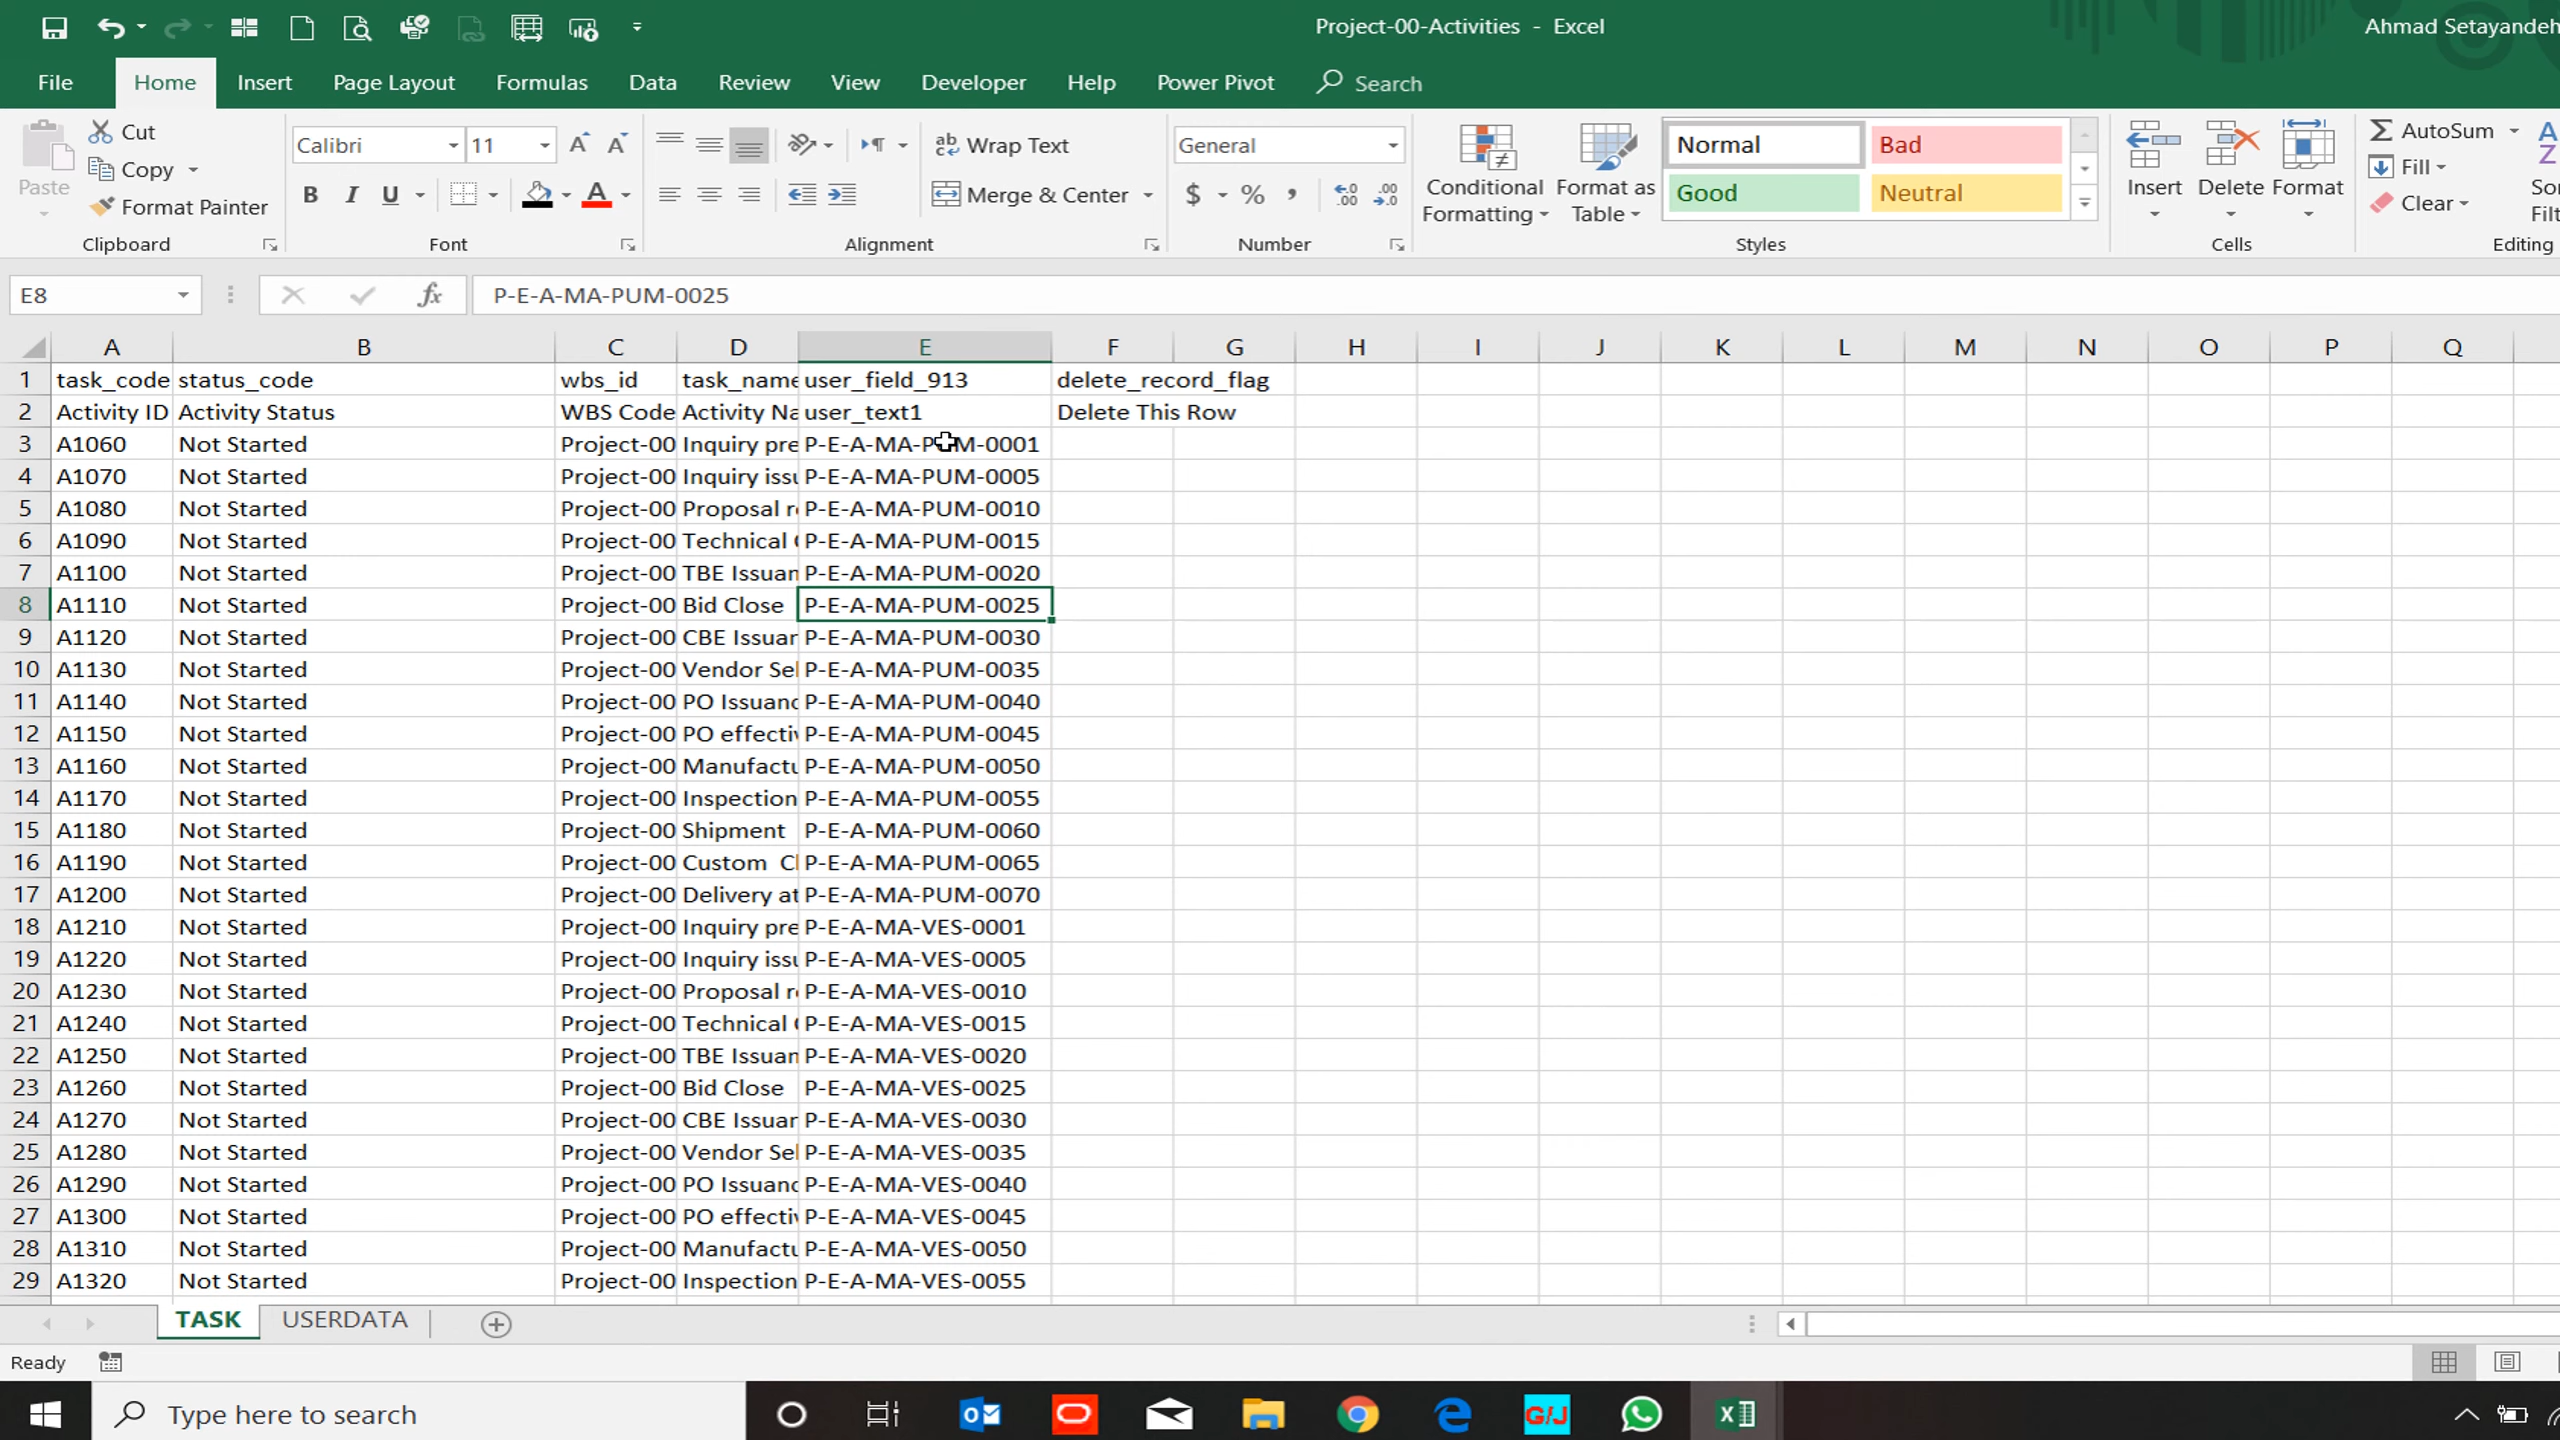 Project-00-Activities - Excel
Ahmad Setayandeh
File Home Insert Page Layout Formulas Data Review View Developer Help Power Pivot Search
Paste
Cut
Copy
Format Painter
Clipboard
Calibri 11
B I U
Font
Wrap Text
Merge & Center
Alignment
General
$ %
Number
Conditional Formatting
Format as Table
Normal Bad
Good Neutral
Styles
Insert Delete Format
Cells
AutoSum
Fill
Clear
Editing
E8 fx P-E-A-MA-PUM-0025
A B C D E F G H I J K L M N O P Q
1 task_code status_code wbs_id task_name user_field_913 delete_record_flag
2 Activity ID Activity Status WBS Code Activity Na user_text1 Delete This Row
3 A1060 Not Started Project-00 Inquiry pre P-E-A-MA-PUM-0001
4 A1070 Not Started Project-00 Inquiry issu P-E-A-MA-PUM-0005
5 A1080 Not Started Project-00 Proposal re P-E-A-MA-PUM-0010
6 A1090 Not Started Project-00 Technical C P-E-A-MA-PUM-0015
7 A1100 Not Started Project-00 TBE Issuan P-E-A-MA-PUM-0020
8 A1110 Not Started Project-00 Bid Close P-E-A-MA-PUM-0025
9 A1120 Not Started Project-00 CBE Issuan P-E-A-MA-PUM-0030
10 A1130 Not Started Project-00 Vendor Sel P-E-A-MA-PUM-0035
11 A1140 Not Started Project-00 PO Issuanc P-E-A-MA-PUM-0040
12 A1150 Not Started Project-00 PO effectiv P-E-A-MA-PUM-0045
13 A1160 Not Started Project-00 Manufactu P-E-A-MA-PUM-0050
14 A1170 Not Started Project-00 Inspection P-E-A-MA-PUM-0055
15 A1180 Not Started Project-00 Shipment P-E-A-MA-PUM-0060
16 A1190 Not Started Project-00 Custom Cl P-E-A-MA-PUM-0065
17 A1200 Not Started Project-00 Delivery at P-E-A-MA-PUM-0070
18 A1210 Not Started Project-00 Inquiry pre P-E-A-MA-VES-0001
19 A1220 Not Started Project-00 Inquiry issu P-E-A-MA-VES-0005
20 A1230 Not Started Project-00 Proposal re P-E-A-MA-VES-0010
21 A1240 Not Started Project-00 Technical C P-E-A-MA-VES-0015
22 A1250 Not Started Project-00 TBE Issuan P-E-A-MA-VES-0020
23 A1260 Not Started Project-00 Bid Close P-E-A-MA-VES-0025
24 A1270 Not Started Project-00 CBE Issuan P-E-A-MA-VES-0030
25 A1280 Not Started Project-00 Vendor Sel P-E-A-MA-VES-0035
26 A1290 Not Started Project-00 PO Issuanc P-E-A-MA-VES-0040
27 A1300 Not Started Project-00 PO effectiv P-E-A-MA-VES-0045
28 A1310 Not Started Project-00 Manufactu P-E-A-MA-VES-0050
29 A1320 Not Started Project-00 Inspection P-E-A-MA-VES-0055
TASK USERDATA
Ready
Type here to search
G/J